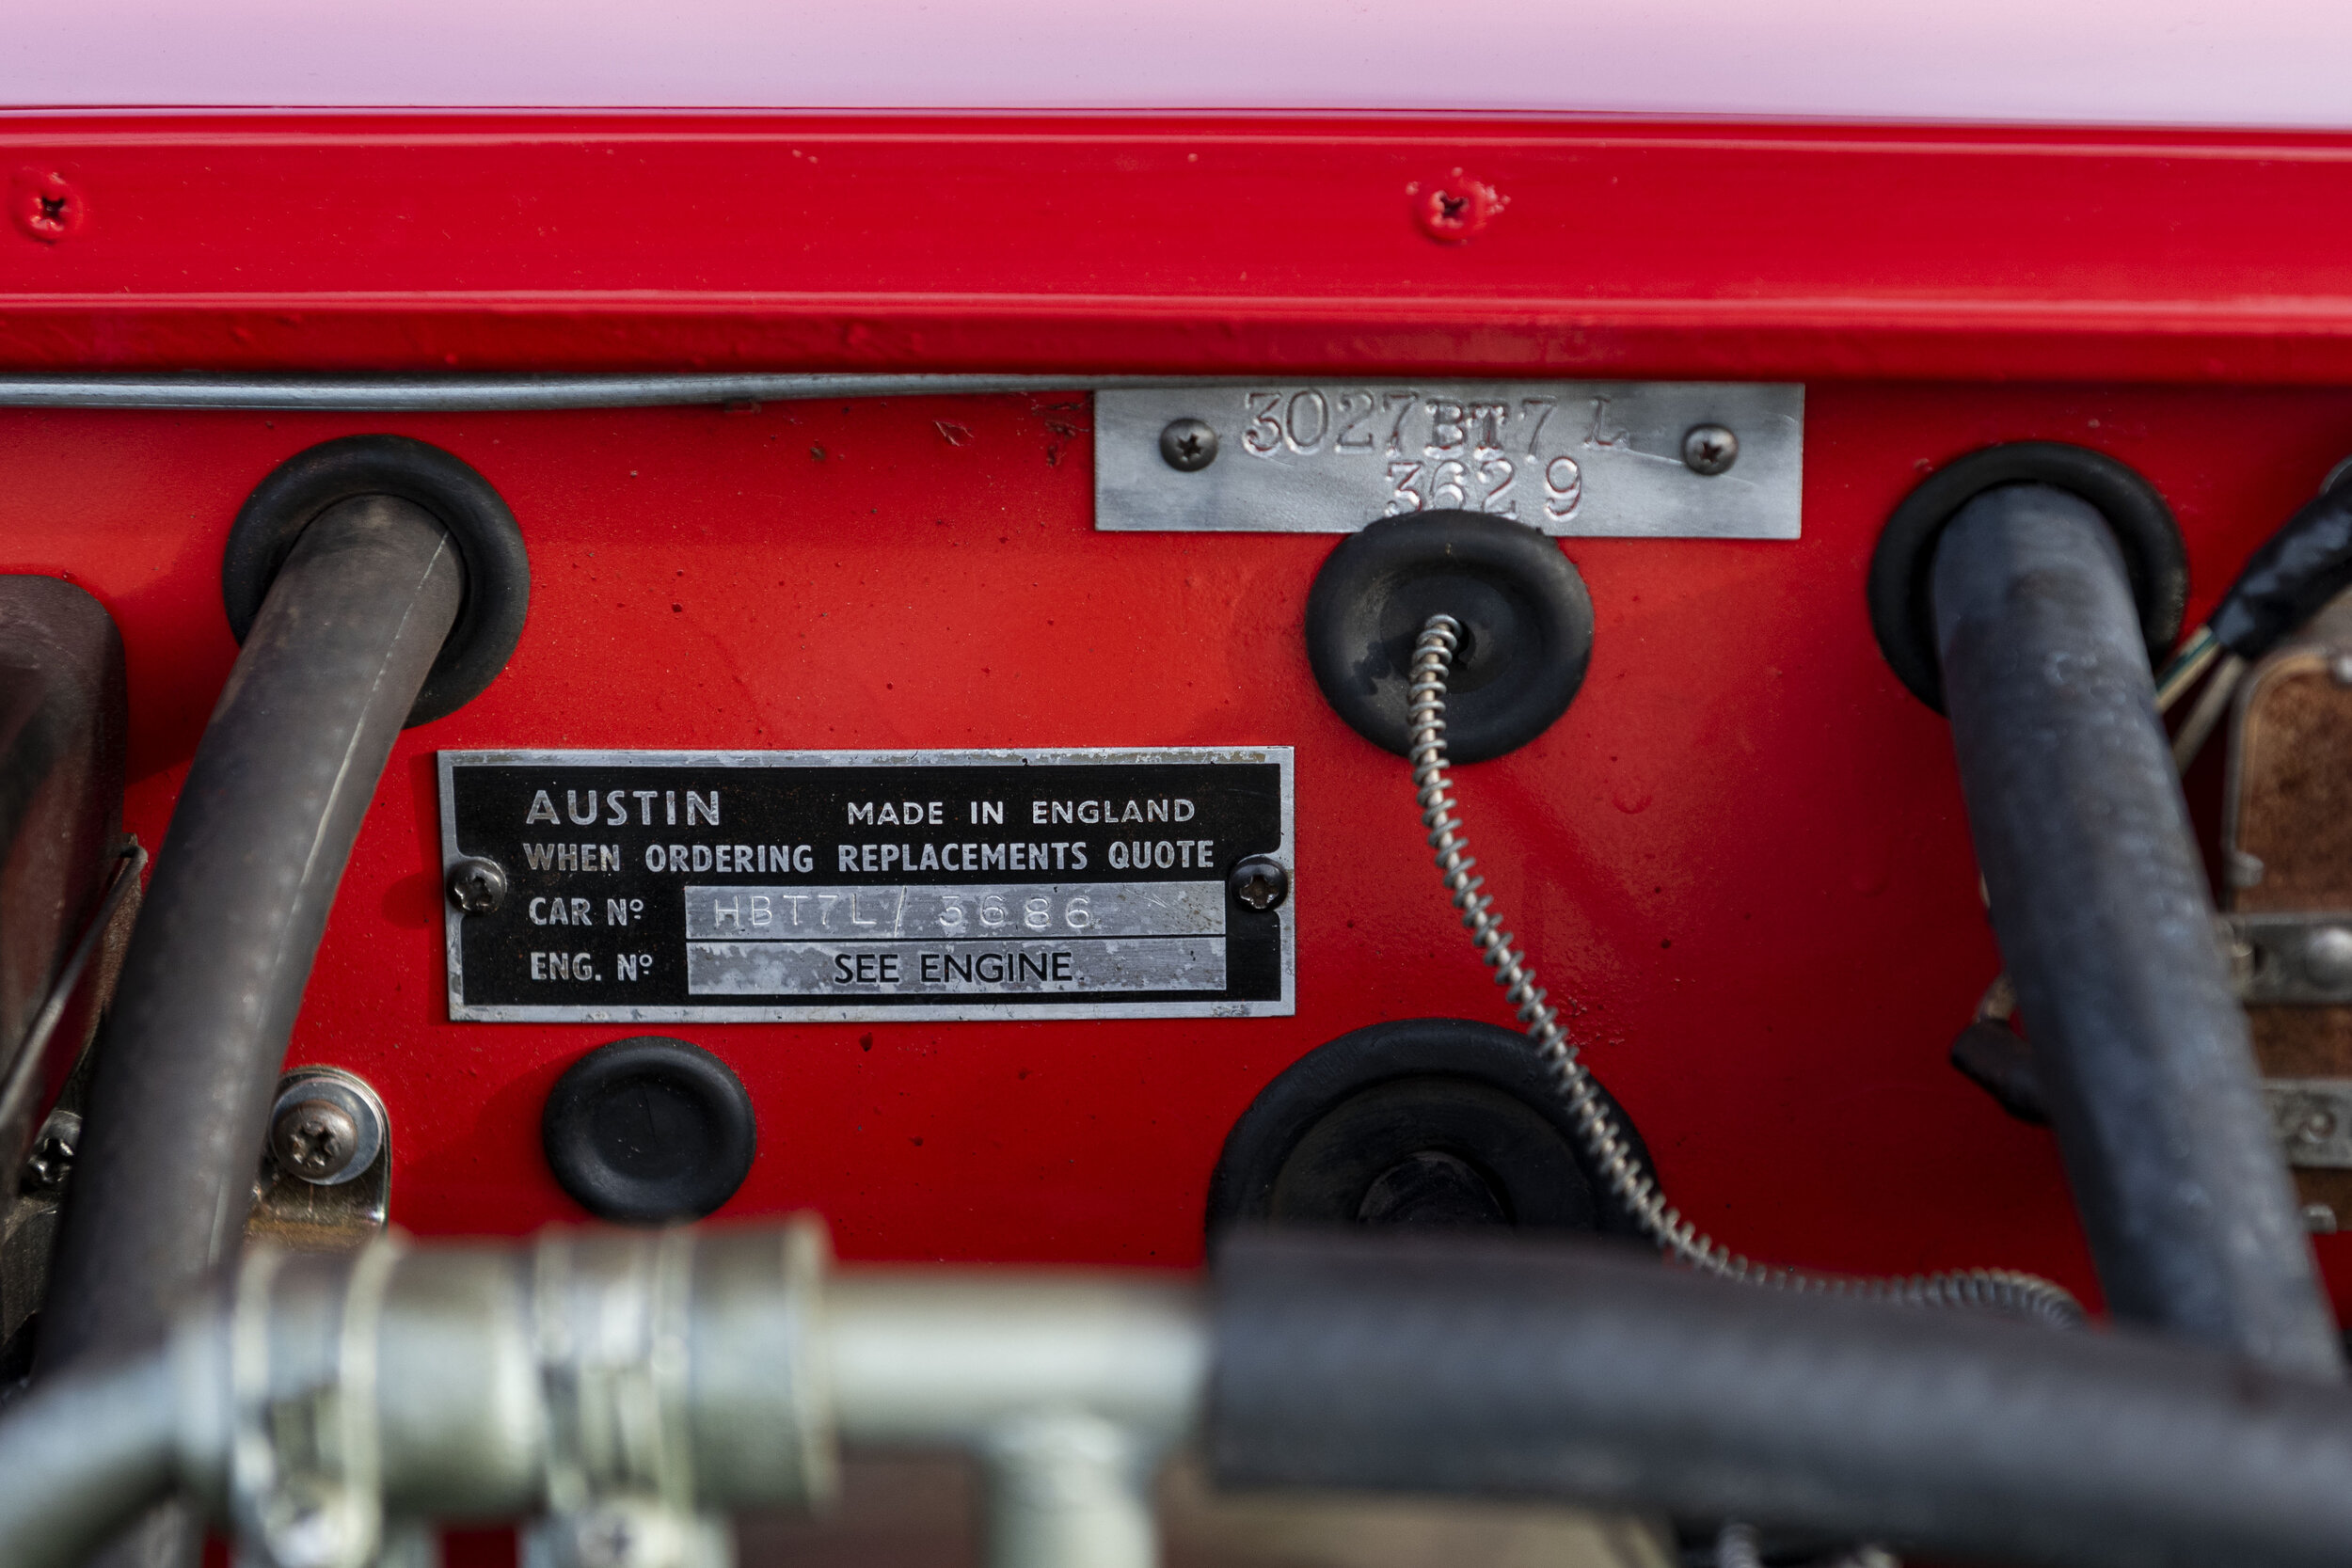 3027BT7 L
3629
AUSTIN MADE IN ENGLAND
WHEN ORDERING REPLACEMENTS QUOTE
CAR Nº HBT7L/ 3686
ENG. Nº SEE ENGINE